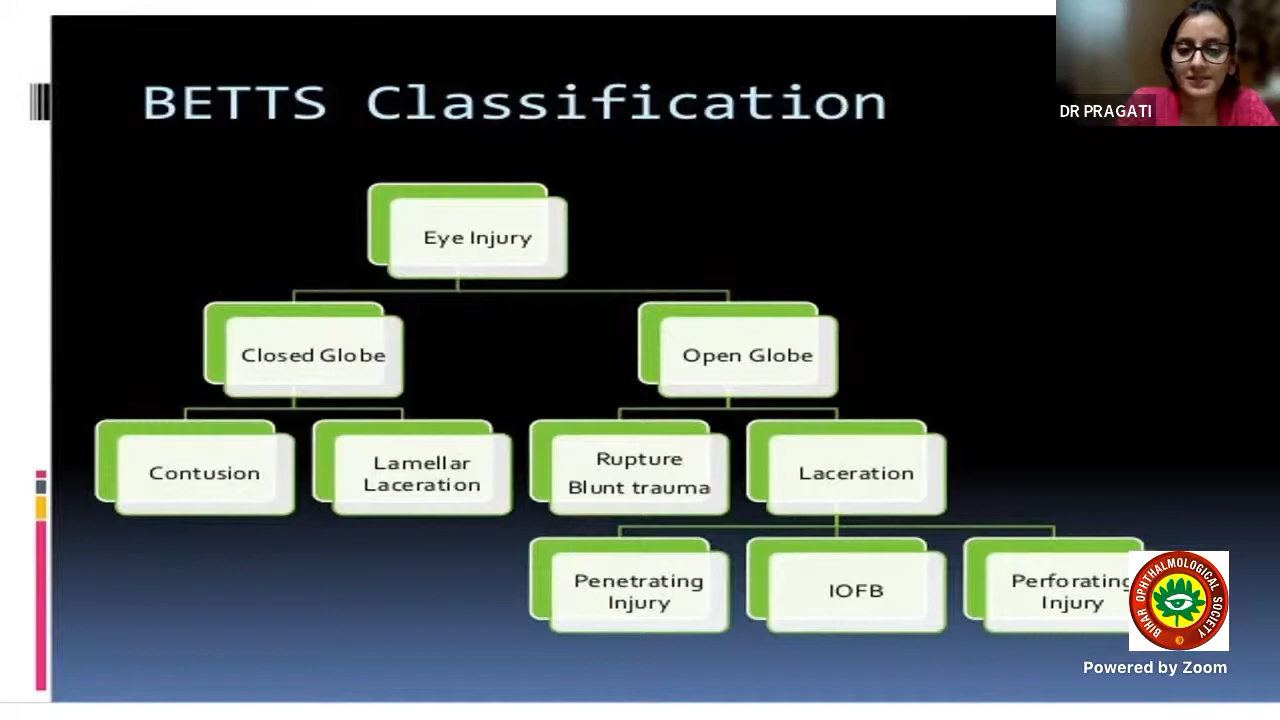 BETTS Classification
DR PRAGATI
Eye Injury
Closed Globe
Open Globe
Contusion
Lamellar
Laceration
Rupture
Blunt trauma
Laceration
Penetrating
Injury
IOFB
Perforating
Injury
BIHAR OPHTHALMOLOGICAL SOCIETY
Powered by Zoom